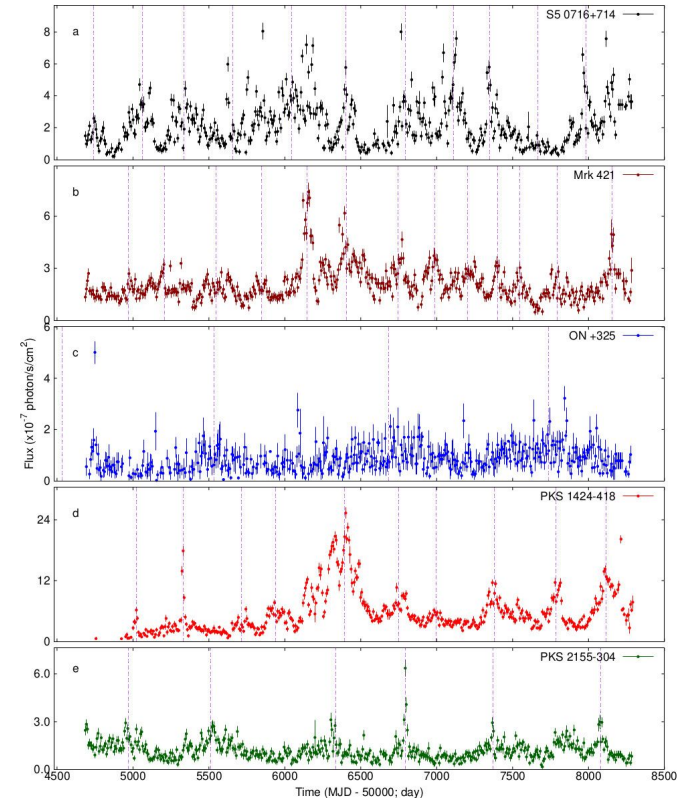 a
S5 0716+714
8
6
4
2
0
b
Mrk 421
6
3
0
c
ON +325
6
4
2
0
d
PKS 1424-418
24
12
0
e
PKS 2155-304
6.0
3.0
0.0
Flux (x10⁻⁷ photon/s/cm²)
4500 5000 5500 6000 6500 7000 7500 8000 8500
Time (MJD - 50000; day)